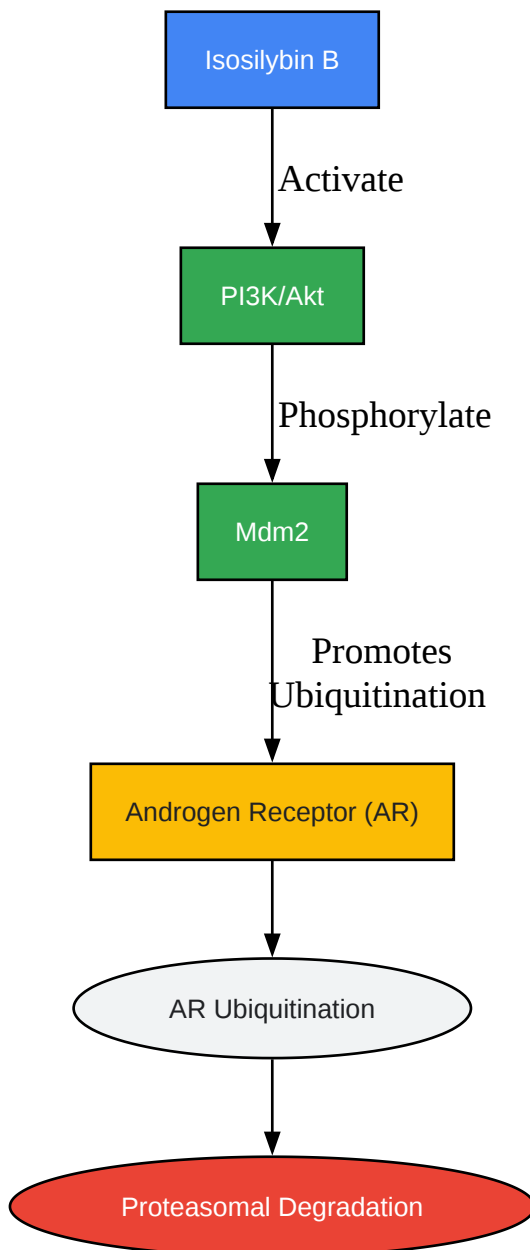 Isosilybin B
Activate
PI3K/Akt
Phosphorylate
Mdm2
Promotes
Ubiquitination
Androgen Receptor (AR)
AR Ubiquitination
Proteasomal Degradation